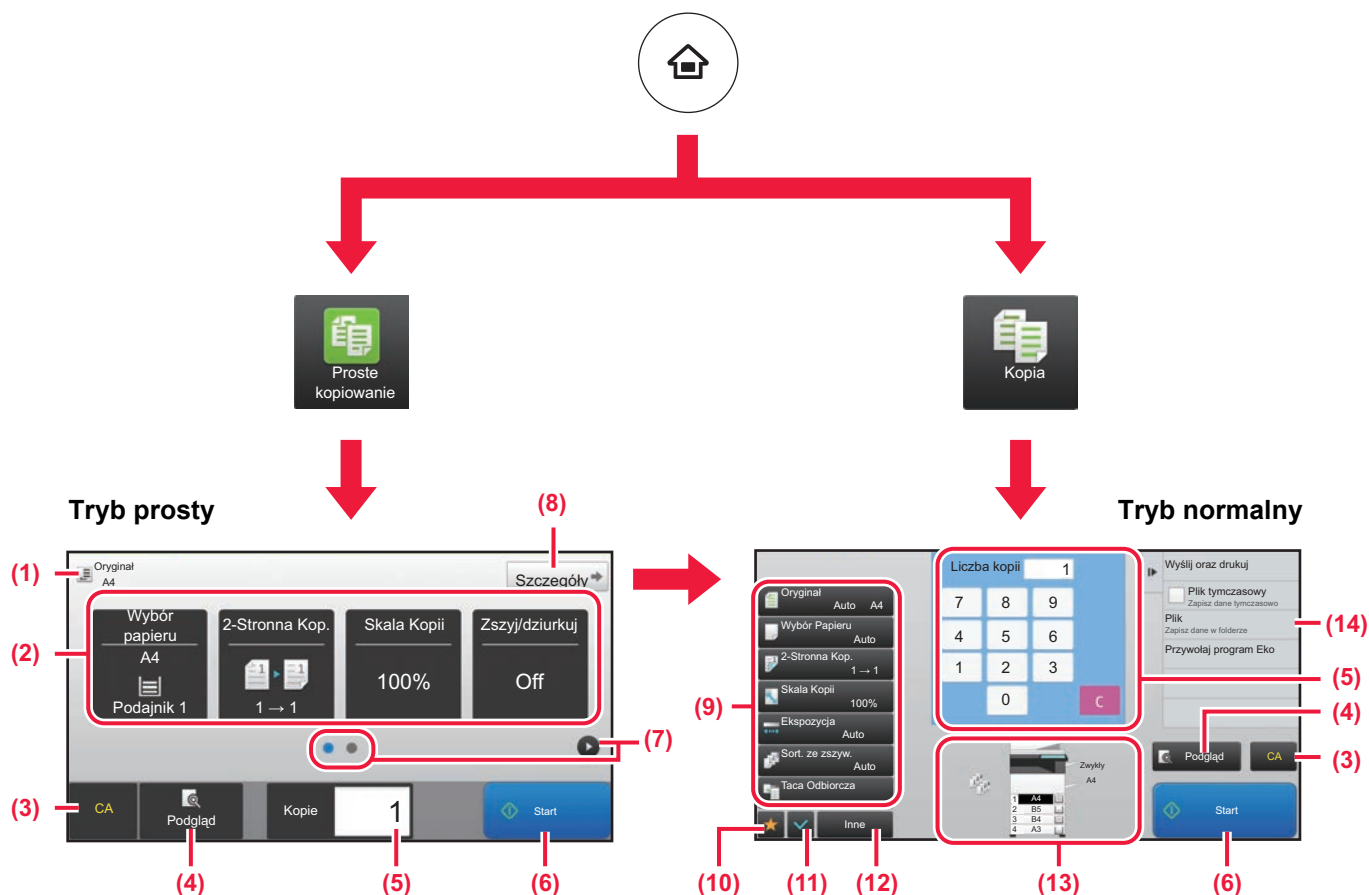 Proste
kopiowanie
Kopia
Tryb prosty
(8)
Tryb normalny
(1)
Oryginał
A4
Szczegóły
(2)
Wybór
papieru
A4
Podajnik 1
2-Stronna Kop.
1
1
1 → 1
Skala Kopii
100%
Zszyj/dziurkuj
Off
(7)
(3)
CA
Podgląd
Kopie
1
Start
(4)
(5)
(6)
(9)
Oryginał
Auto A4
Wybór Papieru
Auto
2-Stronna Kop.
1 → 1
Skala Kopii
100%
Ekspozycja
Auto
Sort. ze zszyw.
Auto
Taca Odbiorcza
Inne
Liczba kopii
1
7 8 9
4 5 6
1 2 3
0
C
(5)
Zwykły
A4
1 A4
2 B5
3 B4
4 A3
Wyślij oraz drukuj
Plik tymczasowy
Zapisz dane tymczasowo
Plik
Zapisz dane w folderze
Przywołaj program Eko
(14)
(4)
Podgląd
CA
(3)
Start
(10)
(11)
(12)
(13)
(6)